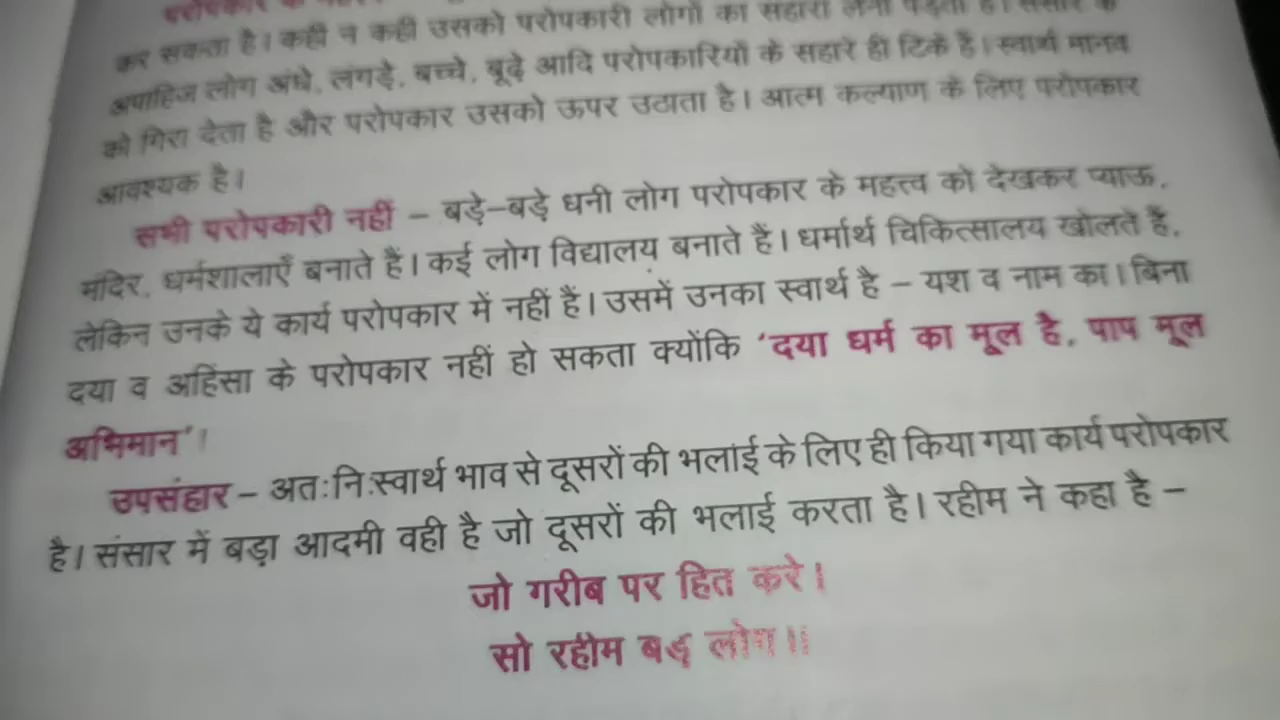 परोपकार के
कर सकता है। कहीं न कहीं उसको परोपकारी लोगों का सहारा लेना पड़ता है। संसार के
अपाहिज लोग अंधे, लंगड़े, बच्चे, बूढ़े आदि परोपकारियों के सहारे ही टिके हैं। स्वार्थ मानव
को गिरा देता है और परोपकार उसको ऊपर उठाता है। आत्म कल्याण के लिए परोपकार
आवश्यक है।
सभी परोपकारी नहीं – बड़े-बड़े धनी लोग परोपकार के महत्व को देखकर प्याऊ,
मंदिर, धर्मशालाएँ बनाते हैं। कई लोग विद्यालय बनाते हैं। धर्मार्थ चिकित्सालय खोलते हैं,
लेकिन उनके ये कार्य परोपकार में नहीं हैं। उसमें उनका स्वार्थ है – यश व नाम का। बिना
दया व अहिंसा के परोपकार नहीं हो सकता क्योंकि 'दया धर्म का मूल है, पाप मूल
अभिमान'।
उपसंहार – अतःनिःस्वार्थ भाव से दूसरों की भलाई के लिए ही किया गया कार्य परोपकार
है। संसार में बड़ा आदमी वही है जो दूसरों की भलाई करता है। रहीम ने कहा है –
जो गरीब पर हित करे।
सो रहीम बड़ लोग।।